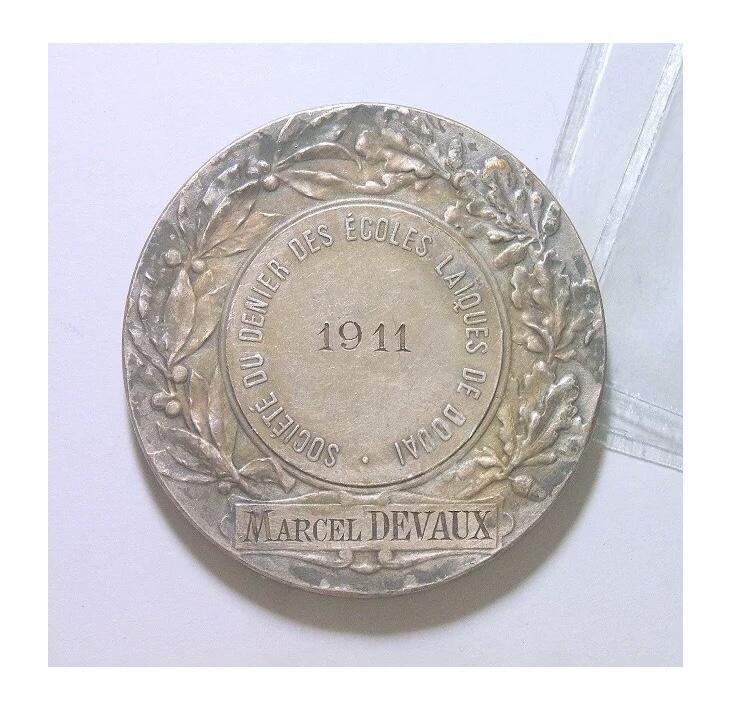 SOCIÉTÉ DU DENIER DES ÉCOLES LAÏQUES DE DOUAI ·
1911
MARCEL DEVAUX